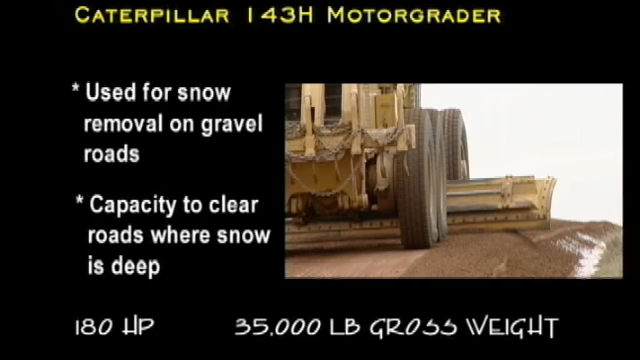 CATERPILLAR 143H MOTORGRADER
* Used for snow
removal on gravel
roads
* Capacity to clear
roads where snow
is deep
180 HP 35,000 LB GROSS WEIGHT